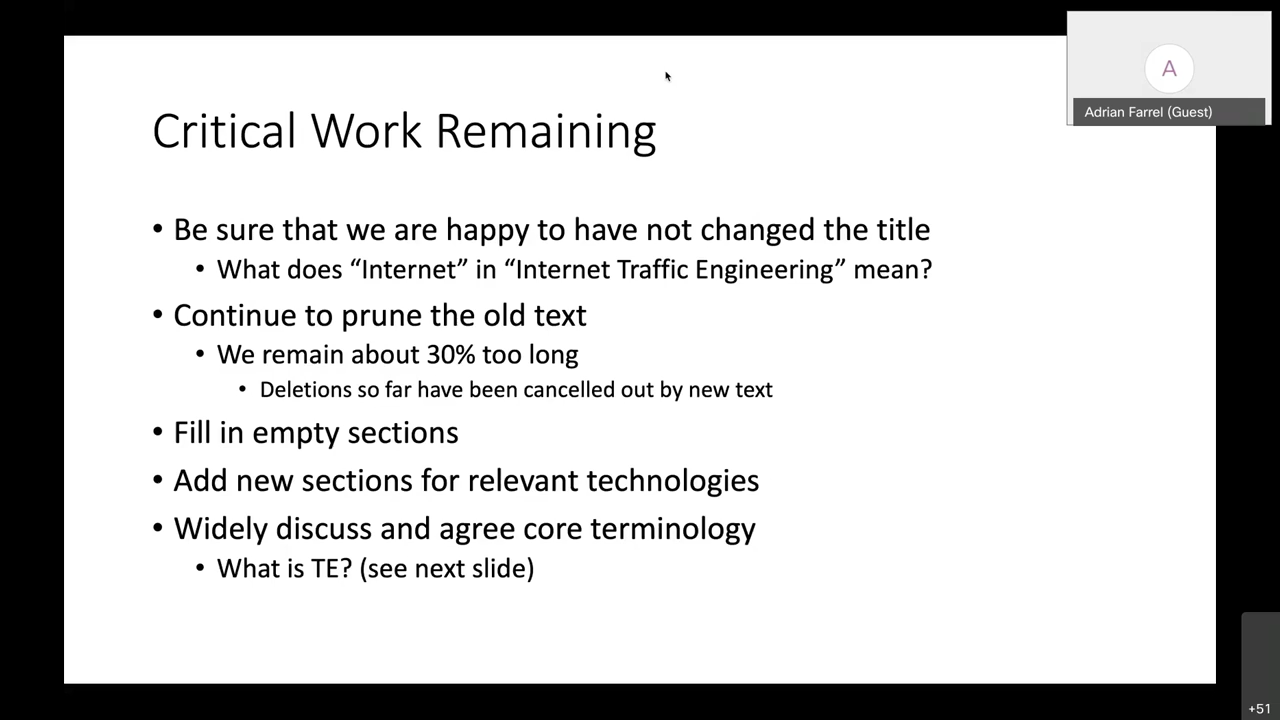 A
Adrian Farrel (Guest)
Critical Work Remaining
• Be sure that we are happy to have not changed the title
• What does “Internet” in “Internet Traffic Engineering” mean?
• Continue to prune the old text
• We remain about 30% too long
• Deletions so far have been cancelled out by new text
• Fill in empty sections
• Add new sections for relevant technologies
• Widely discuss and agree core terminology
• What is TE? (see next slide)
+51